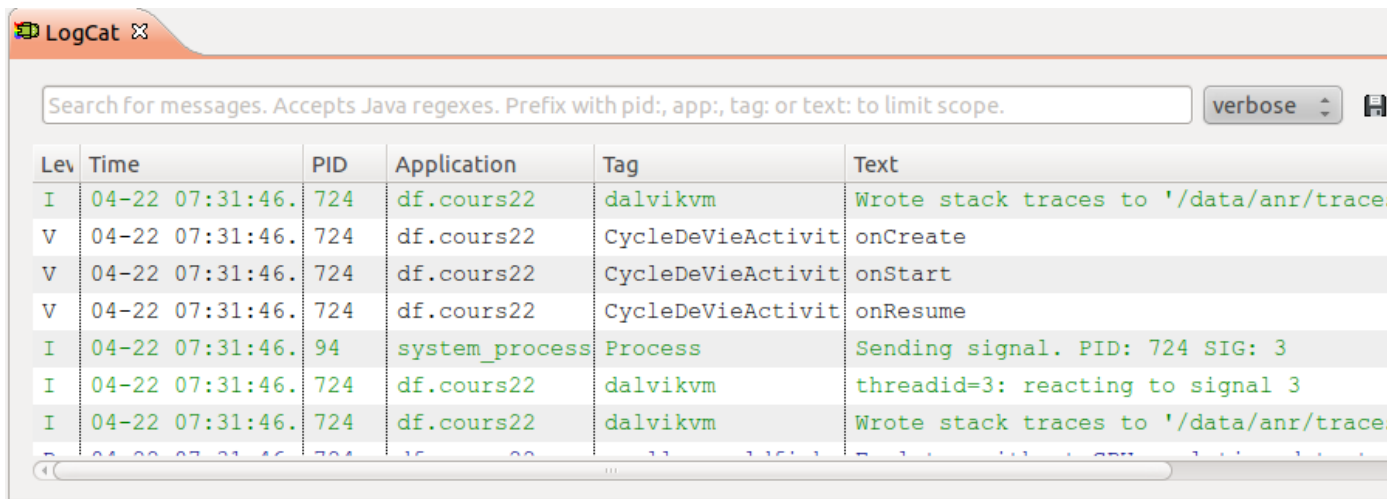 LogCat
Search for messages. Accepts Java regexes. Prefix with pid:, app:, tag: or text: to limit scope. verbose
Lev Time PID Application Tag Text
I 04-22 07:31:46. 724 df.cours22 dalvikvm Wrote stack traces to '/data/anr/trace
V 04-22 07:31:46. 724 df.cours22 CycleDeVieActivit onCreate
V 04-22 07:31:46. 724 df.cours22 CycleDeVieActivit onStart
V 04-22 07:31:46. 724 df.cours22 CycleDeVieActivit onResume
I 04-22 07:31:46. 94 system_process Process Sending signal. PID: 724 SIG: 3
I 04-22 07:31:46. 724 df.cours22 dalvikvm threadid=3: reacting to signal 3
I 04-22 07:31:46. 724 df.cours22 dalvikvm Wrote stack traces to '/data/anr/trace